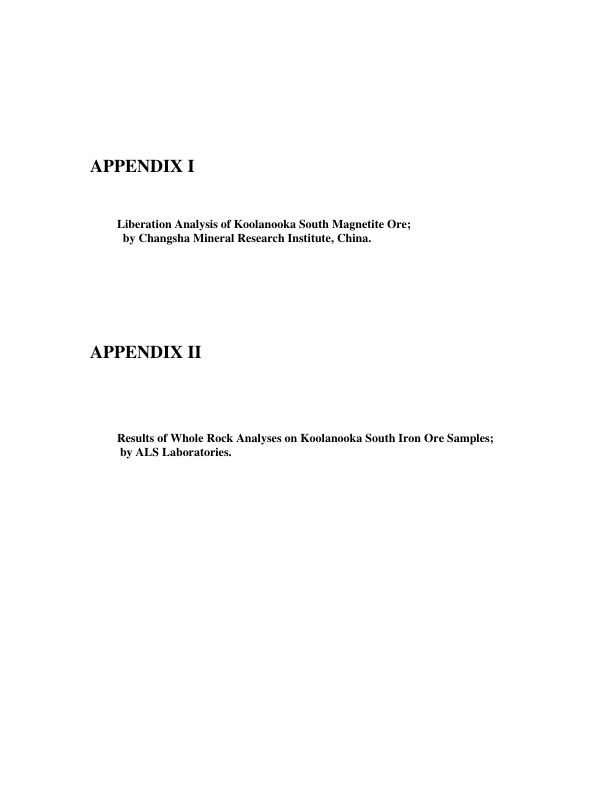 APPENDIX I
Liberation Analysis of Koolanooka South Magnetite Ore;
by Changsha Mineral Research Institute, China.
APPENDIX II
Results of Whole Rock Analyses on Koolanooka South Iron Ore Samples;
by ALS Laboratories.